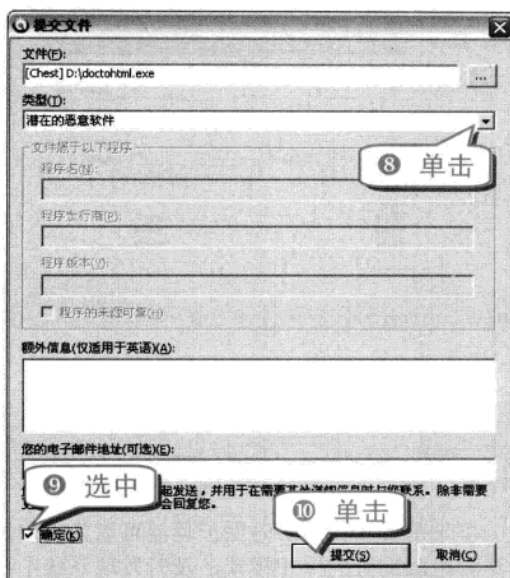 提交文件
文件(F):
[Chest] D:\doctohtml.exe
...
类型(T):
潜在的恶意软件
⑧ 单击
文件属于以下程序
程序名(N):
程序发行商(P):
程序版本(V):
程序的来源可靠(H)
额外信息(仅适用于英语)(A):
您的电子邮件地址(可选)(E):
⑨ 选中
起发送，并用于在需要其他详细信息时与您联系。除非需要
会回复您。
⑩ 单击
确定(K)
提交(S)
取消(C)